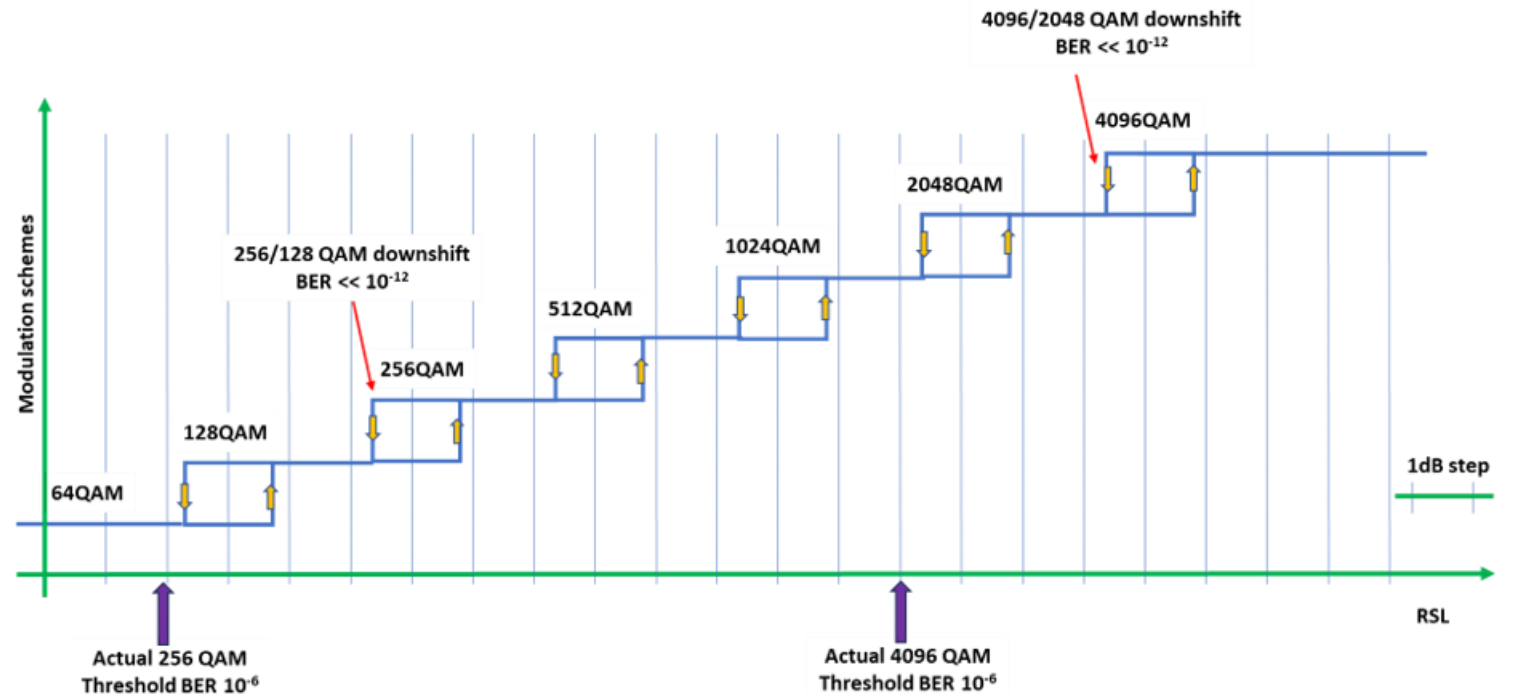 4096/2048 QAM downshift
BER << 10⁻¹²
4096QAM
2048QAM
1024QAM
256/128 QAM downshift
BER << 10⁻¹²
512QAM
256QAM
128QAM
64QAM
Modulation schemes
1dB step
RSL
Actual 256 QAM
Threshold BER 10⁻⁶
Actual 4096 QAM
Threshold BER 10⁻⁶